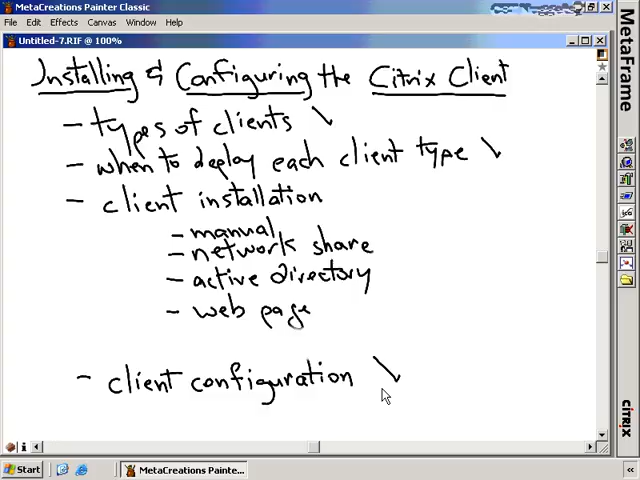 MetaCreations Painter Classic
File Edit Effects Canvas Window Help
Untitled-7.RIF @ 100%
Installing & Configuring the Citrix Client
- types of clients
- when to deploy each client type
- client installation
- manual
- network share
- active directory
- web page
- client configuration
MetaFrame
CITRIX
Start
MetaCreations Painte...